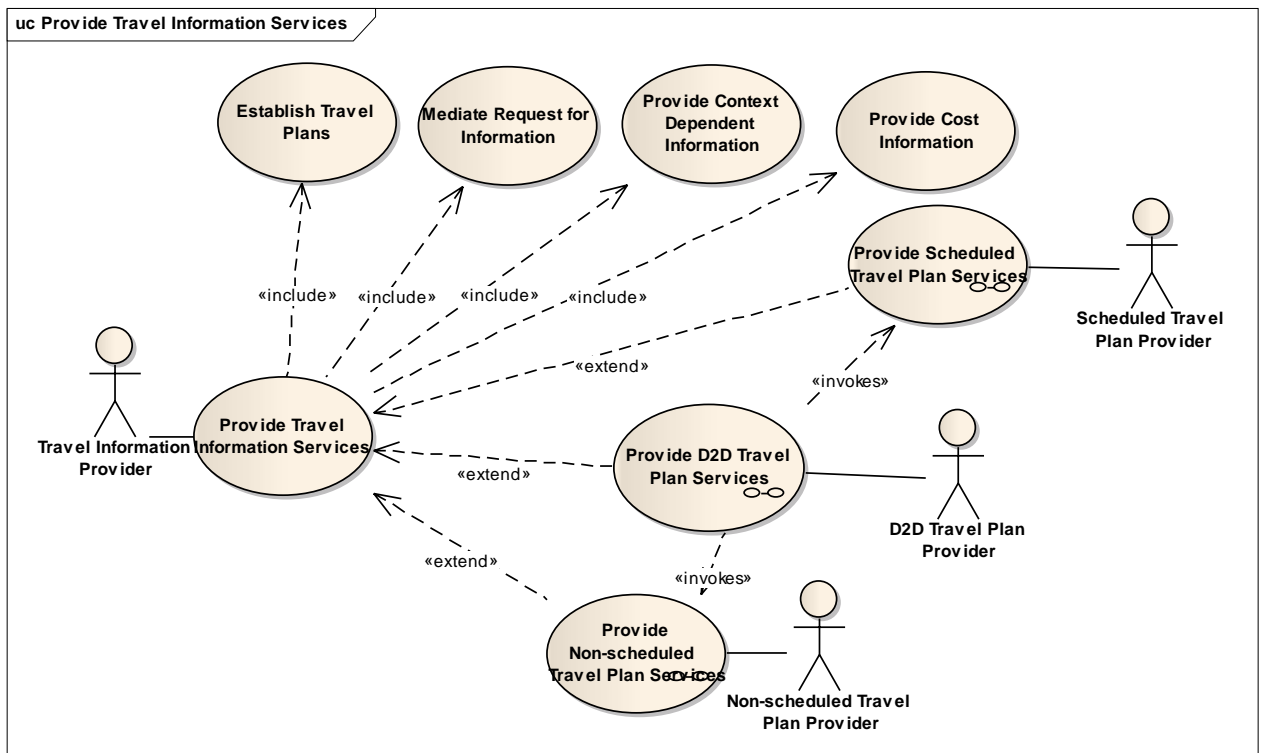 uc Provide Travel Information Services
Establish Travel
Plans
Mediate Request for
Information
Provide Context
Dependent
Information
Provide Cost
Information
Provide Scheduled
Travel Plan Services
Scheduled Travel
Plan Provider
«include»
«include»
«include»
«include»
«extend»
«invokes»
Provide Travel
Information Services
Travel Information
Provider
Provide D2D Travel
Plan Services
«extend»
D2D Travel Plan
Provider
«extend»
«invokes»
Provide
Non-scheduled
Travel Plan Services
Non-scheduled Travel
Plan Provider